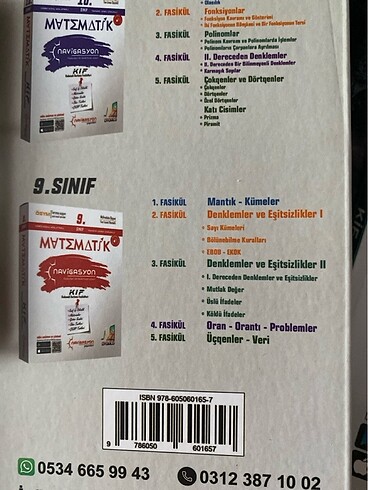 10.
SINIF
MATEMATİK
NAVİGASYON
KİF
Olasılık
2. FASİKÜL Fonksiyonlar
• Fonksiyon Kavramı ve Gösterimi
• İki Fonksiyonun Bileşkesi ve Bir Fonksiyonun Tersi
3. FASİKÜL Polinomlar
• Polinom Kavramı ve Polinomlarda İşlemler
• Polinomların Çarpanlara Ayrılması
4. FASİKÜL II. Dereceden Denklemler
• II. Dereceden Bir Bilinmeyenli Denklemler
• Karmaşık Sayılar
5. FASİKÜL Çokgenler ve Dörtgenler
• Çokgenler
• Dörtgenler
• Özel Dörtgenler
Katı Cisimler
• Prizma
• Piramit
9.SINIF
9.
SINIF
MATEMATİK
NAVİGASYON
KİF
1. FASİKÜL Mantık - Kümeler
2. FASİKÜL Denklemler ve Eşitsizlikler I
• Sayı Kümeleri
• Bölünebilme Kuralları
• EBOB - EKOK
3. FASİKÜL Denklemler ve Eşitsizlikler II
• I. Dereceden Denklemler ve Eşitsizlikler
• Mutlak Değer
• Üslü İfadeler
• Köklü İfadeler
4. FASİKÜL Oran - Orantı - Problemler
5. FASİKÜL Üçgenler - Veri
ISBN 978-605060165-7
9 786050 601657
0534 665 99 43 0312 387 10 02